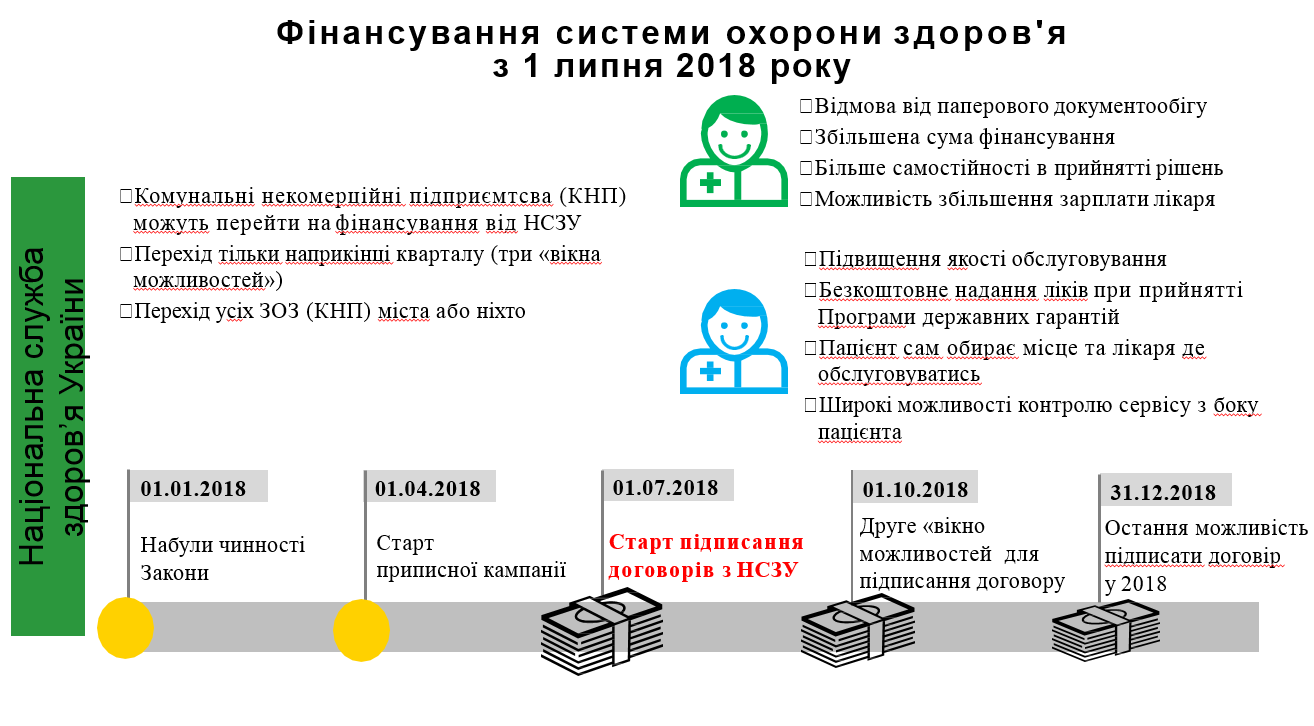 Фінансування системи охорони здоров'я
з 1 липня 2018 року
Національна служба
здоров’я України
Комунальні некомерційні підприємтсва (КНП)
можуть перейти на фінансування від НСЗУ
Перехід тільки наприкінці кварталу (три «вікна
можливостей»)
Перехід усіх ЗОЗ (КНП) міста або ніхто
Відмова від паперового документообігу
Збільшена сума фінансування
Більше самостійності в прийнятті рішень
Можливість збільшення зарплати лікаря
Підвищення якості обслуговування
Безкоштовне надання ліків при прийнятті
Програми державних гарантій
Пацієнт сам обирає місце та лікаря де
обслуговуватись
Широкі можливості контролю сервісу з боку
пацієнта
01.01.2018
Набули чинності
Закони
01.04.2018
Старт
приписної кампанії
01.07.2018
Старт підписання
договорів з НСЗУ
01.10.2018
Друге «вікно
можливостей для
підписання договору
31.12.2018
Остання можливість
підписати договір
у 2018